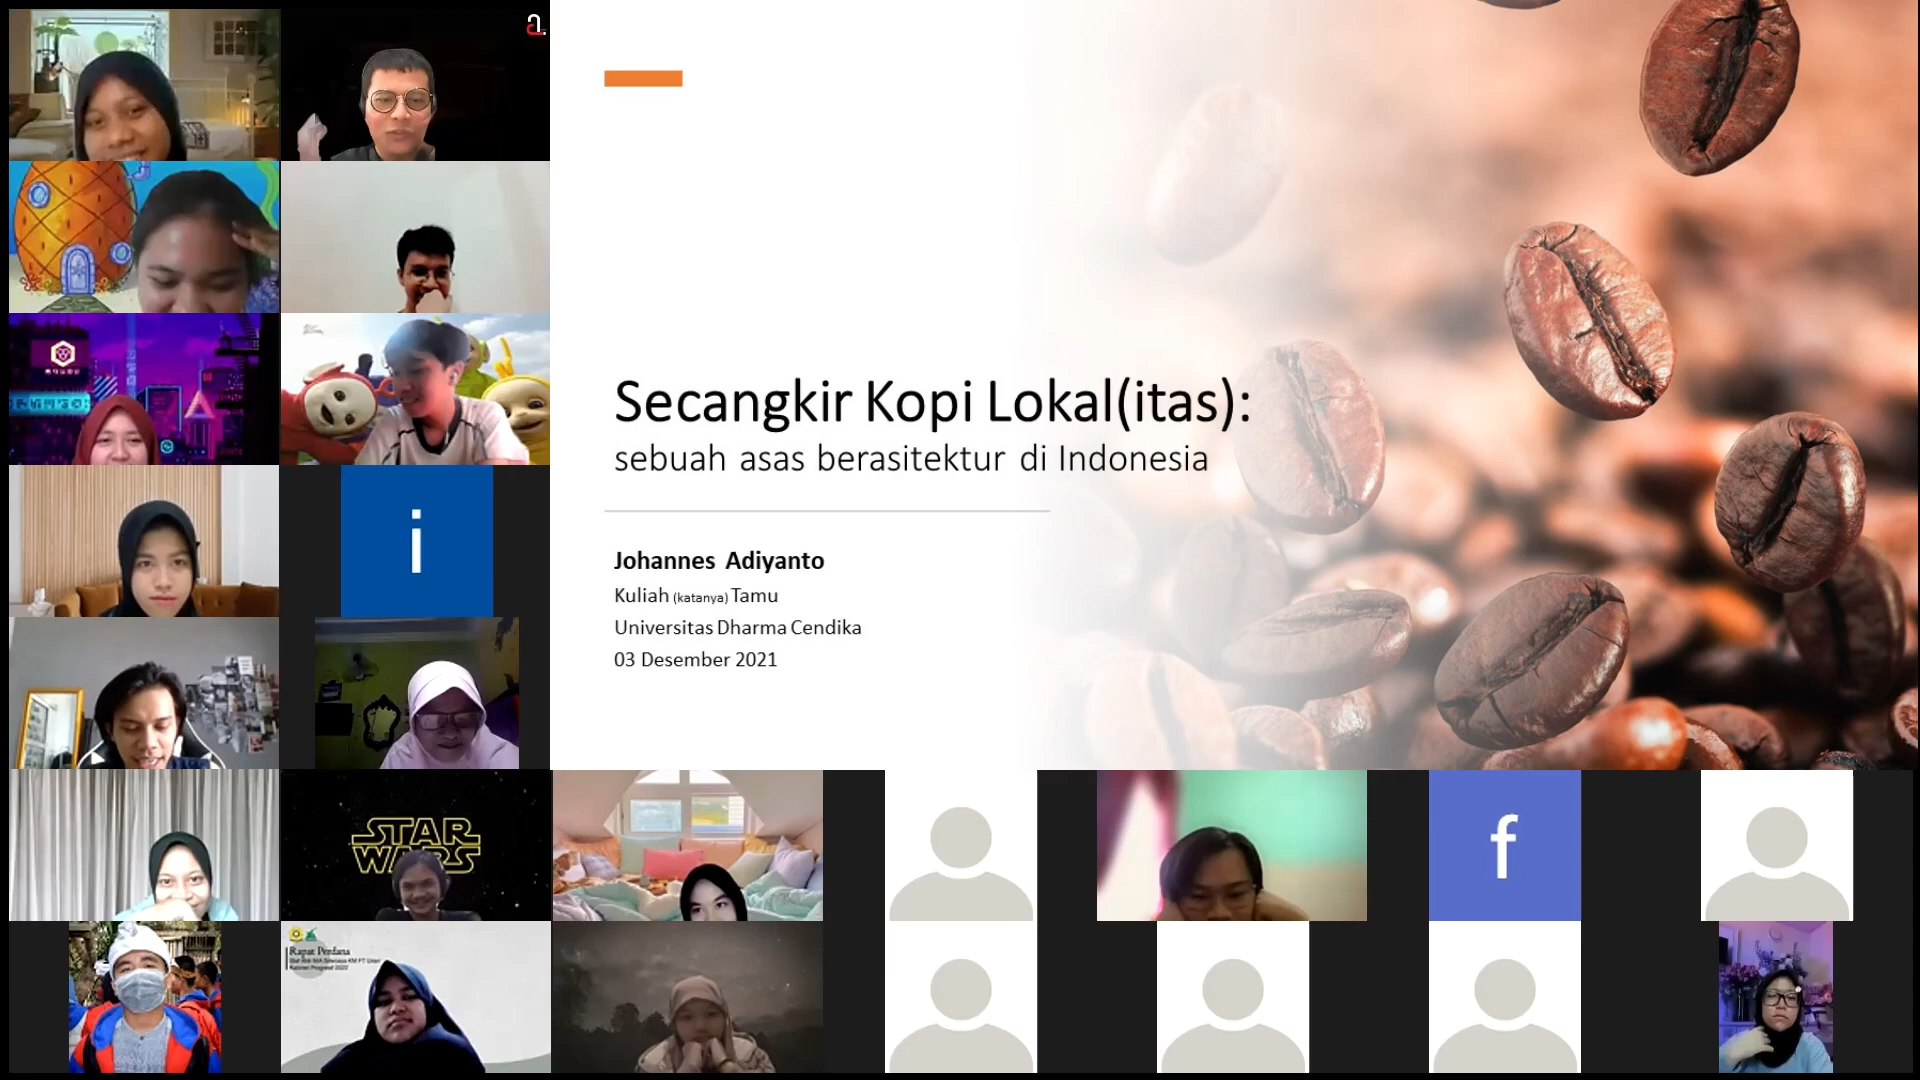 Secangkir Kopi Lokal(itas):
sebuah asas berasitektur di Indonesia
Johannes Adiyanto
Kuliah (katanya) Tamu
Universitas Dharma Cendika
03 Desember 2021
i
STAR
WARS
f
Rapat Perdana